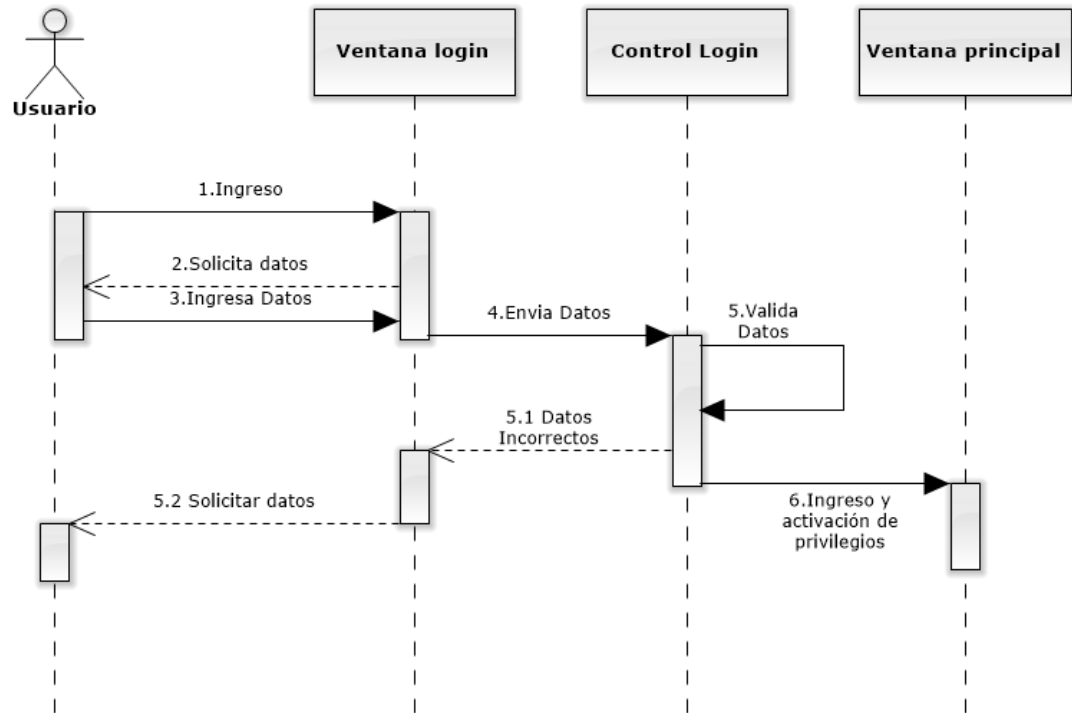 Usuario
Ventana login
Control Login
Ventana principal
1.Ingreso
2.Solicita datos
3.Ingresa Datos
4.Envia Datos
5.Valida
Datos
5.1 Datos
Incorrectos
5.2 Solicitar datos
6.Ingreso y
activación de
privilegios